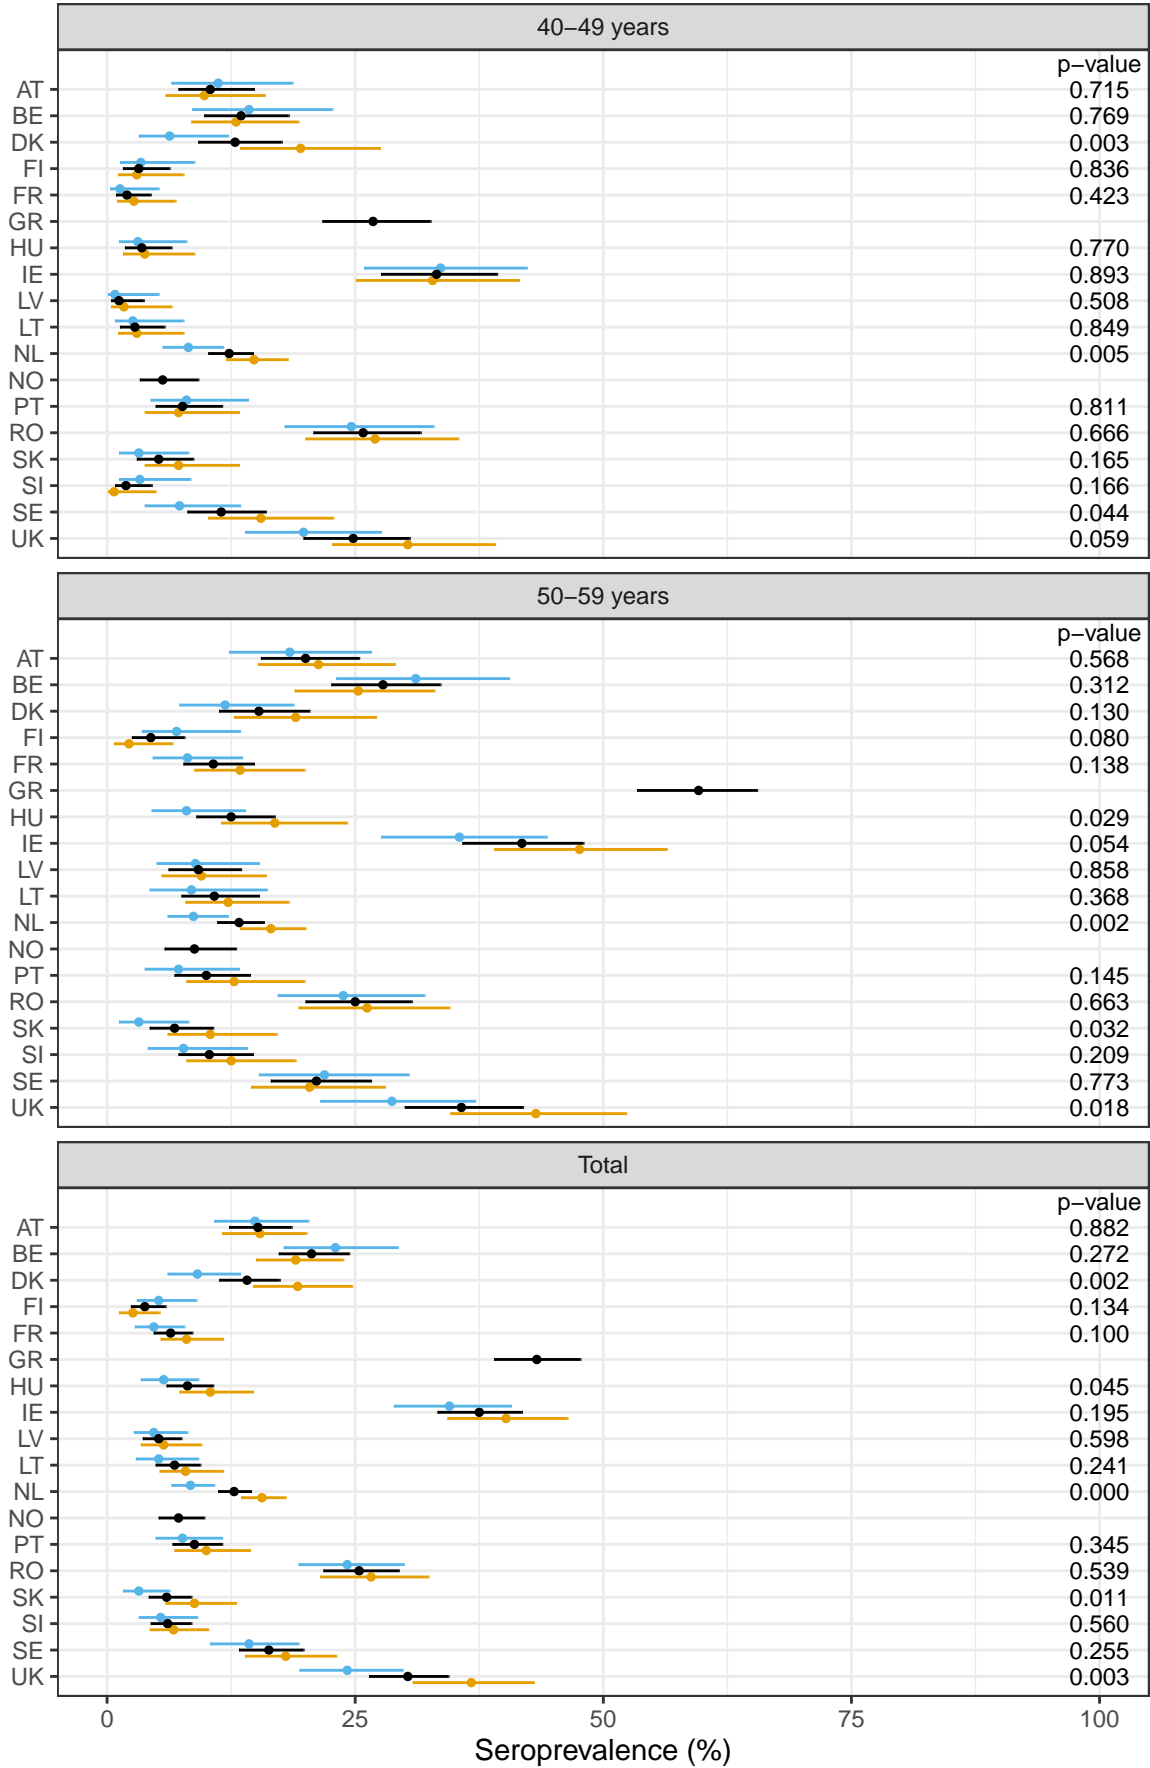 40−49 years
p−value
AT 0.715
BE 0.769
DK 0.003
FI 0.836
FR 0.423
GR
HU 0.770
IE 0.893
LV 0.508
LT 0.849
NL 0.005
NO
PT 0.811
RO 0.666
SK 0.165
SI 0.166
SE 0.044
UK 0.059
50−59 years
p−value
AT 0.568
BE 0.312
DK 0.130
FI 0.080
FR 0.138
GR
HU 0.029
IE 0.054
LV 0.858
LT 0.368
NL 0.002
NO
PT 0.145
RO 0.663
SK 0.032
SI 0.209
SE 0.773
UK 0.018
Total
p−value
AT 0.882
BE 0.272
DK 0.002
FI 0.134
FR 0.100
GR
HU 0.045
IE 0.195
LV 0.598
LT 0.241
NL 0.000
NO
PT 0.345
RO 0.539
SK 0.011
SI 0.560
SE 0.255
UK 0.003
0 25 50 75 100
Seroprevalence (%)